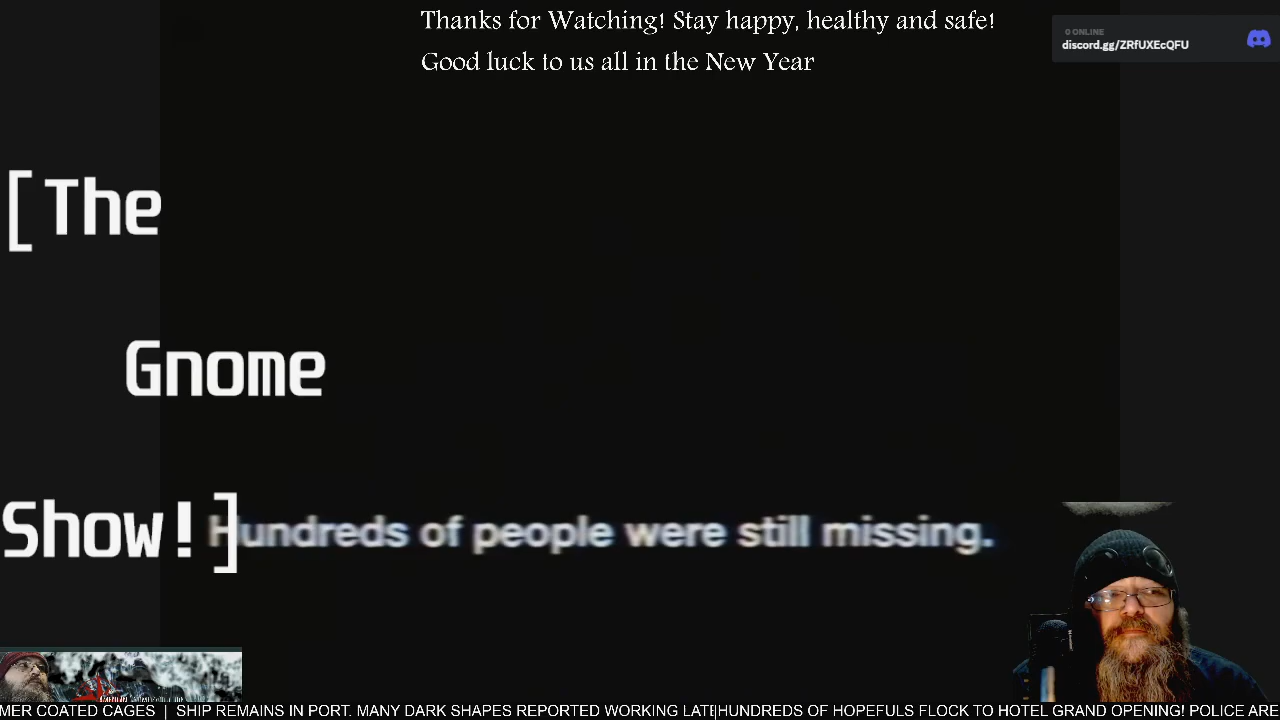 Thanks for Watching! Stay happy, healthy and safe!
Good luck to us all in the New Year
0 ONLINE
discord.gg/ZRfUXEcQFU
[The
Gnome
Show!]
Hundreds of people were still missing.
MER COATED CAGES | SHIP REMAINS IN PORT. MANY DARK SHAPES REPORTED WORKING LATE|HUNDREDS OF HOPEFULS FLOCK TO HOTEL GRAND OPENING! POLICE ARE